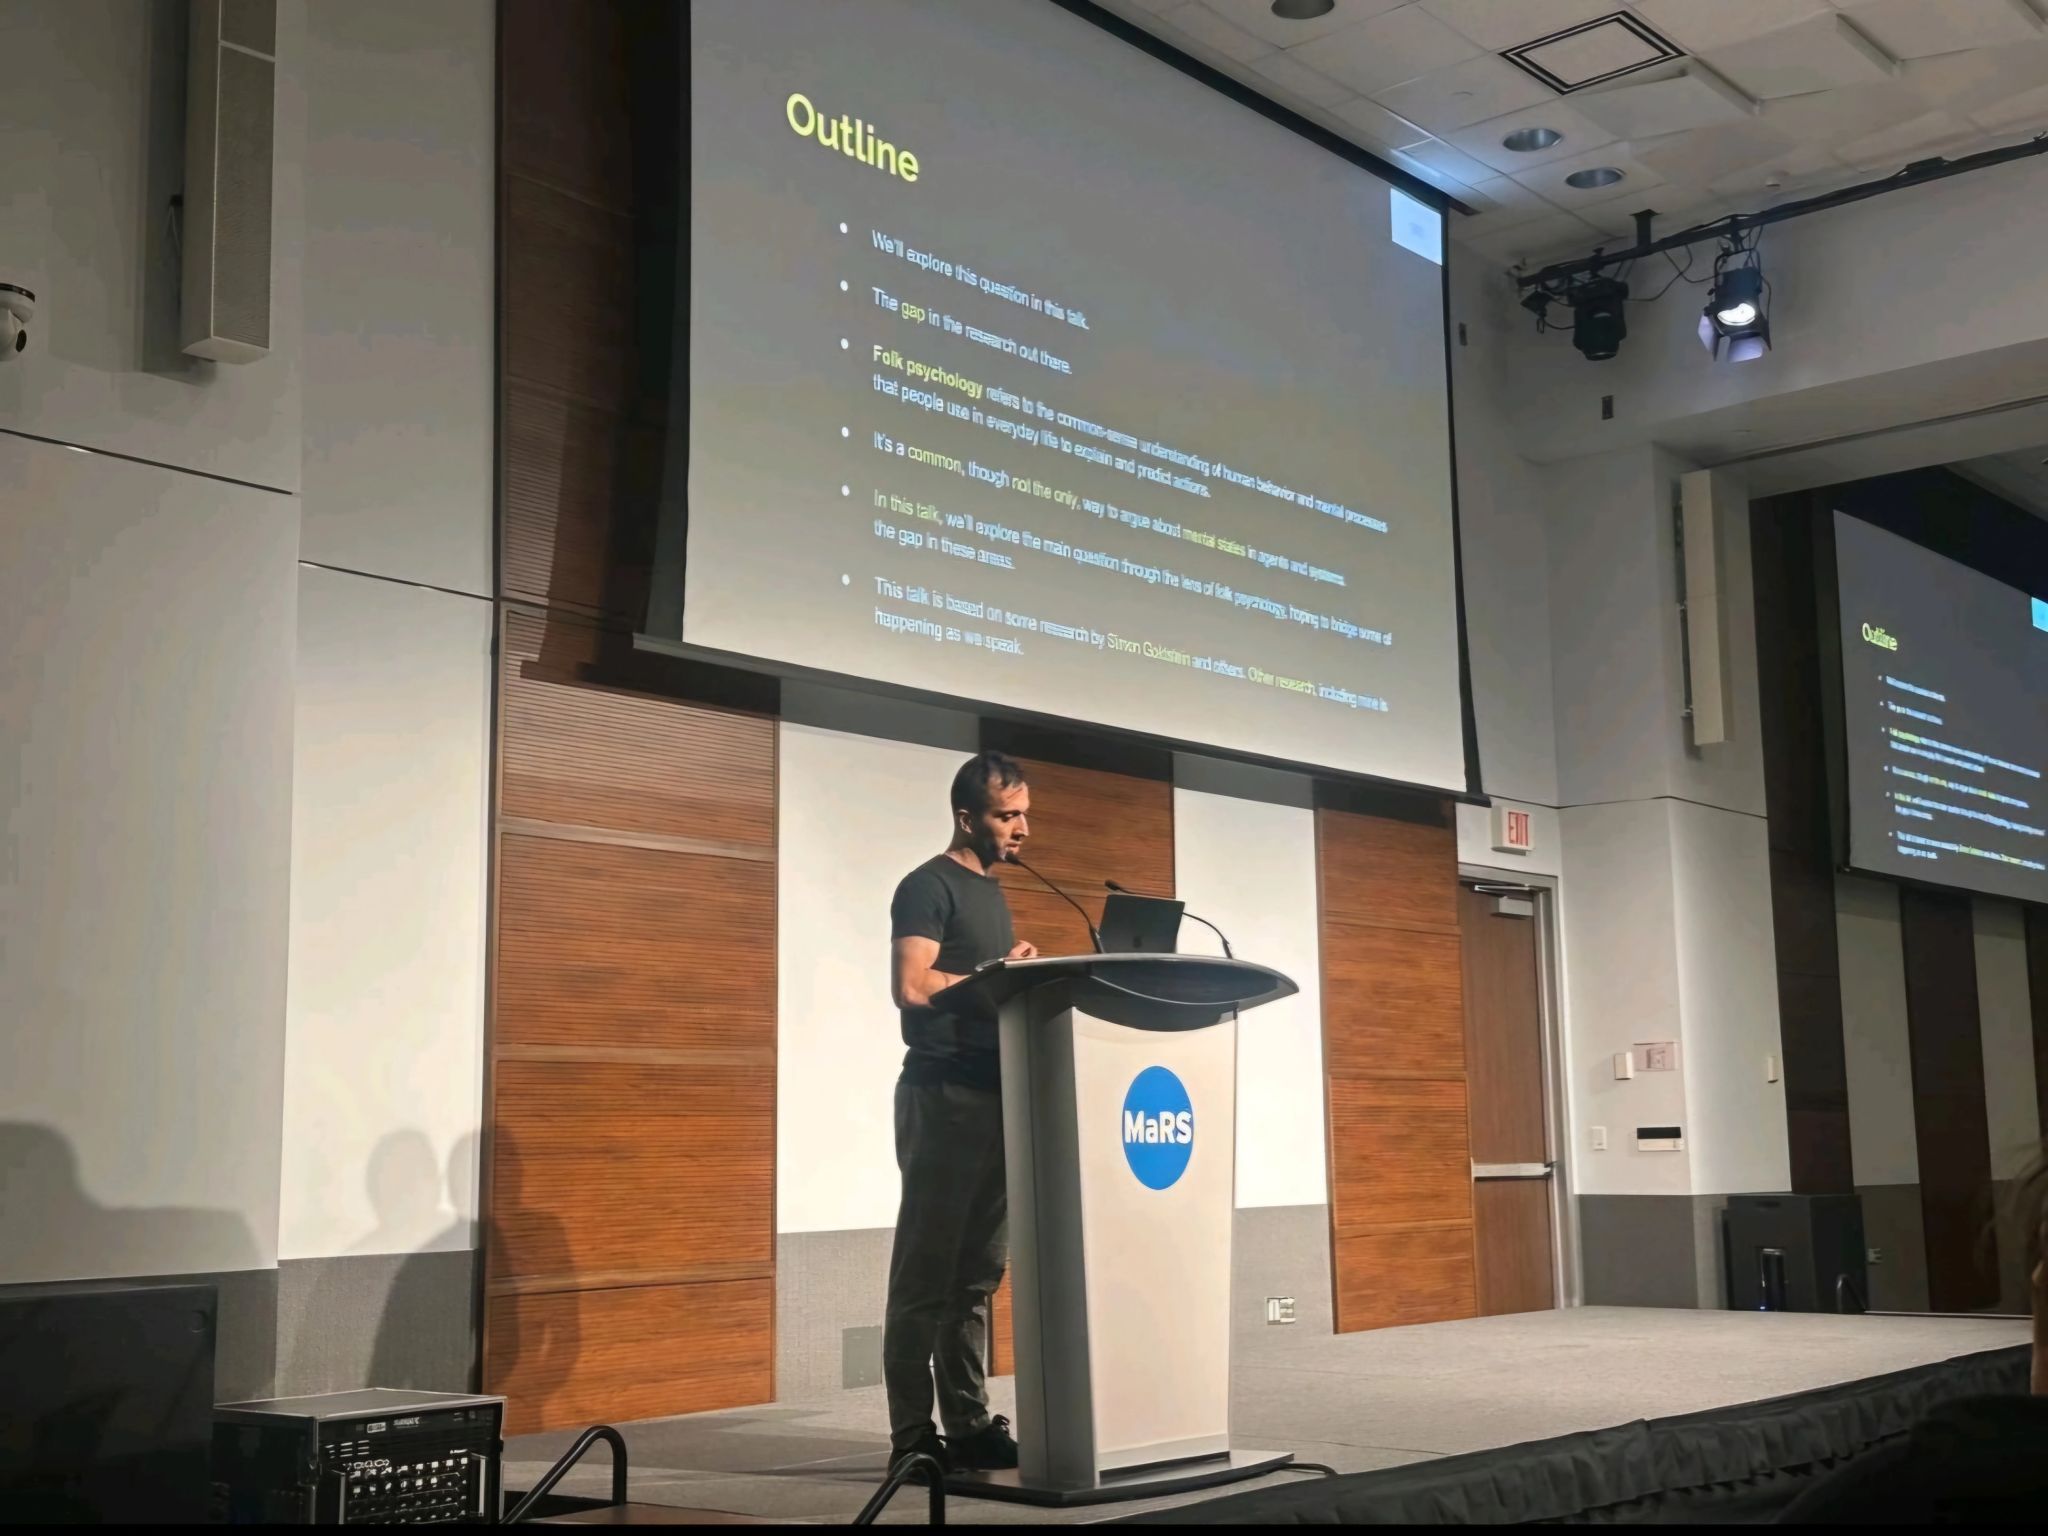 Outline
We'll explore this question in this talk.
The gap in the research out there.
Folk psychology refers to the common-sense understanding of human behavior and mental processes
that people use in everyday life to explain and predict actions.
It's a common, though not the only, way to argue about mental states in agents and systems.
In this talk, we'll explore the main question through the lens of folk psychology, hoping to bridge some of
the gap in these areas.
This talk is based on some research by Simon Goldstein and others. Other research, including mine is
happening as we speak.
EXIT
Outline
MaRS